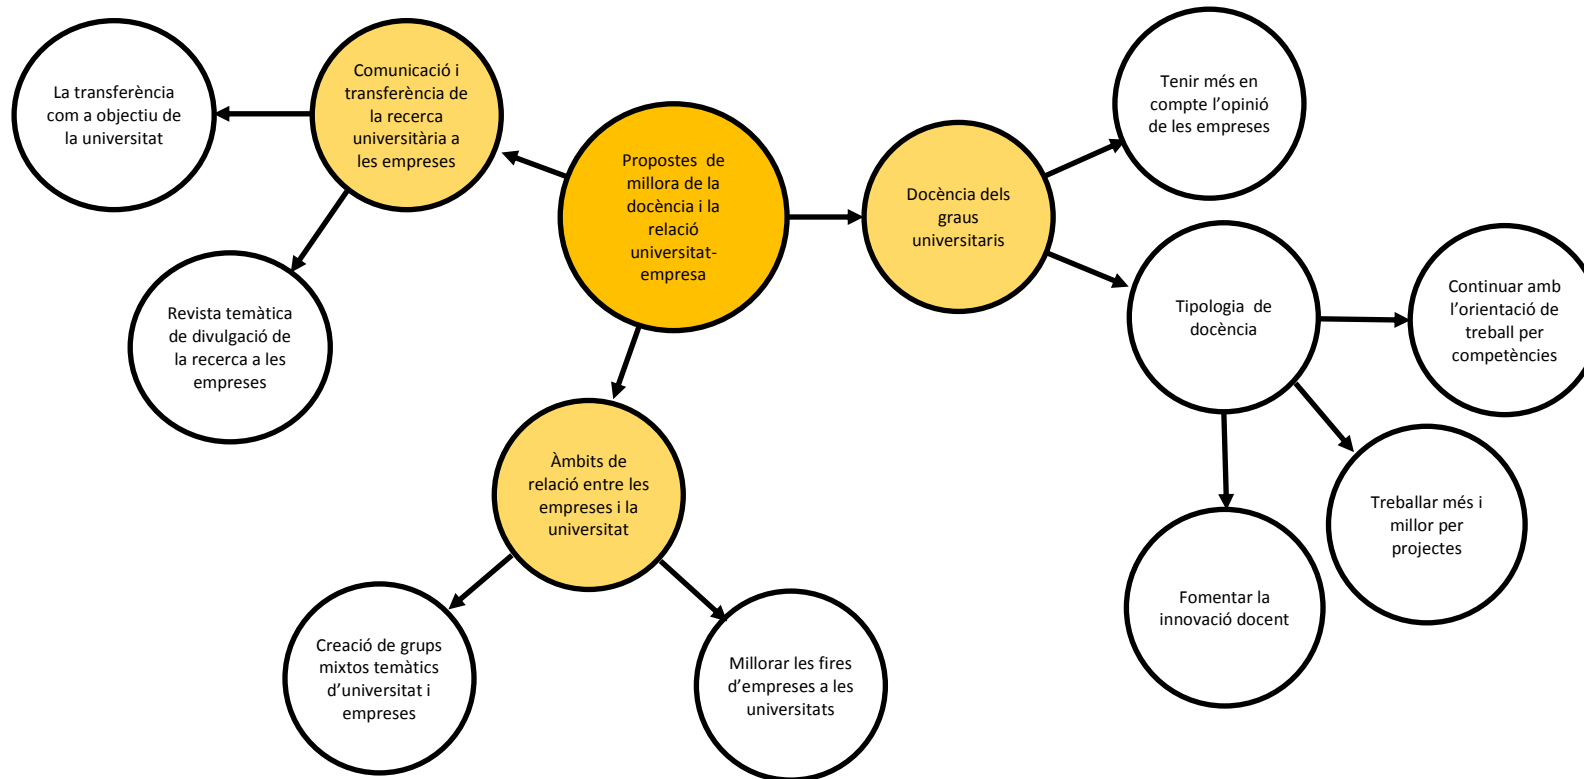 La transferència
com a objectiu de
la universitat
Comunicació i
transferència de
la recerca
universitària a
les empreses
Revista temàtica
de divulgació de
la recerca a les
empreses
Propostes de
millora de la
docència i la
relació
universitat-
empresa
Docència dels
graus
universitaris
Tenir més en
compte l’opinió
de les empreses
Tipologia de
docència
Continuar amb
l’orientació de
treball per
competències
Treballar més i
millor per
projectes
Fomentar la
innovació docent
Àmbits de
relació entre les
empreses i la
universitat
Creació de grups
mixtos temàtics
d’universitat i
empreses
Millorar les fires
d’empreses a les
universitats